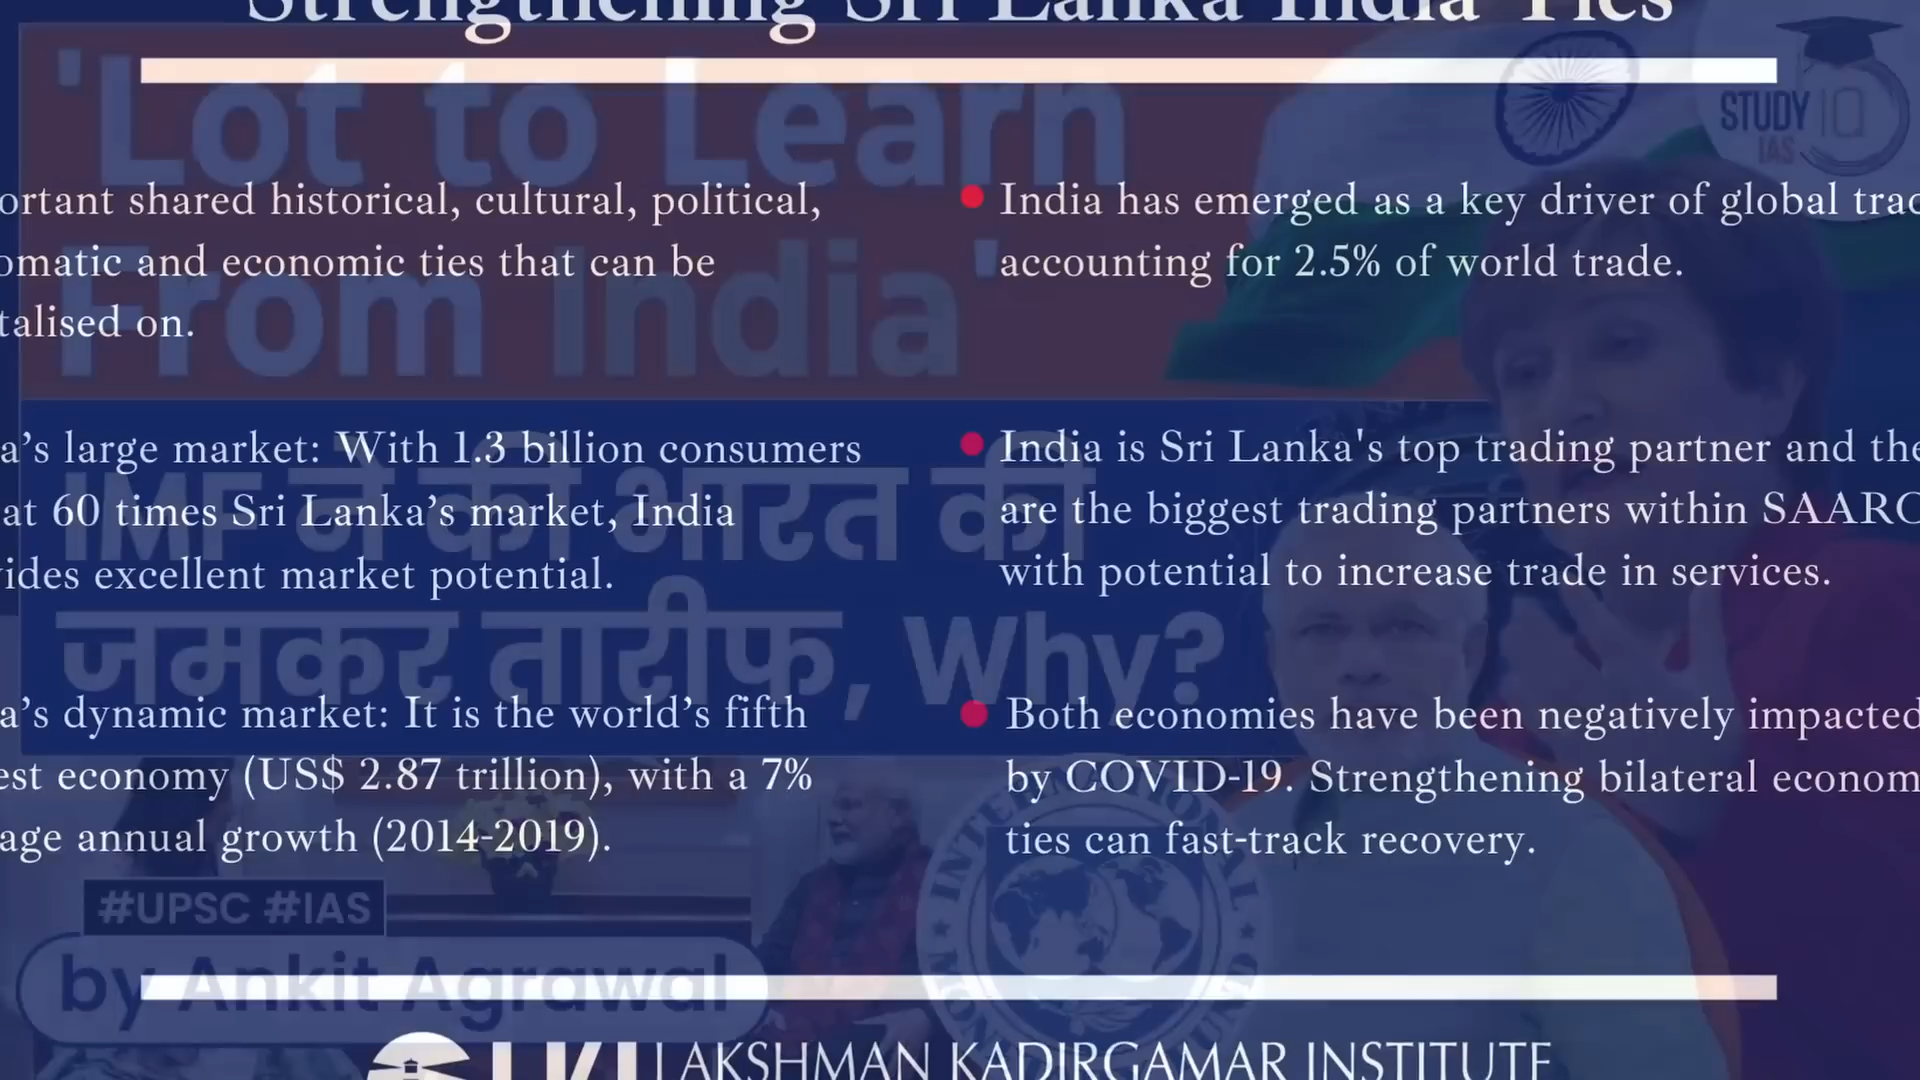 Strengthening Sri Lanka India Ties
'Lot to Learn
From India'
STUDY IQ
IAS
ortant shared historical, cultural, political,
omatic and economic ties that can be
talised on.
a's large market: With 1.3 billion consumers
at 60 times Sri Lanka's market, India
ides excellent market potential.
a's dynamic market: It is the world's fifth
est economy (US$ 2.87 trillion), with a 7%
age annual growth (2014-2019).
India has emerged as a key driver of global trad
accounting for 2.5% of world trade.
India is Sri Lanka's top trading partner and the
are the biggest trading partners within SAARC
with potential to increase trade in services.
Both economies have been negatively impacted
by COVID-19. Strengthening bilateral econom
ties can fast-track recovery.
IMF ने की भारत की
जमकर तारीफ, Why?
#UPSC #IAS
by Ankit Agrawal
INTERNATIONAL
LKI LAKSHMAN KADIRGAMAR INSTITUTE